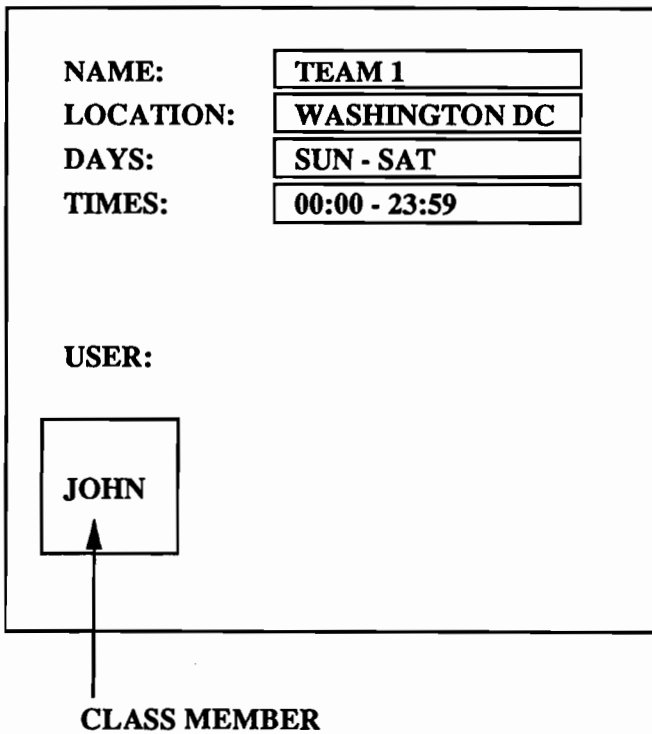 NAME: TEAM 1
LOCATION: WASHINGTON DC
DAYS: SUN - SAT
TIMES: 00:00 - 23:59
USER:
JOHN
CLASS MEMBER